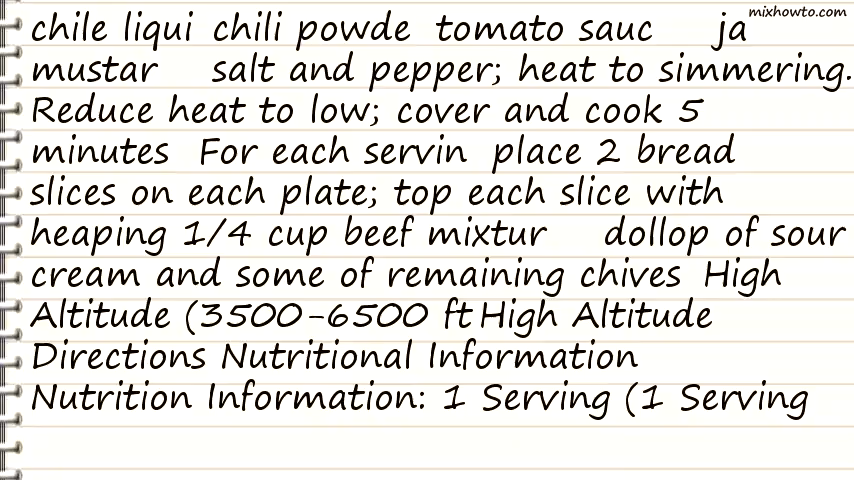 mixhowto.com
chile liqui chili powde tomato sauc ja
mustar salt and pepper; heat to simmering.
Reduce heat to low; cover and cook 5
minutes For each servin place 2 bread
slices on each plate; top each slice with
heaping 1/4 cup beef mixtur dollop of sour
cream and some of remaining chives High
Altitude (3500-6500 ft High Altitude
Directions Nutritional Information
Nutrition Information: 1 Serving (1 Serving